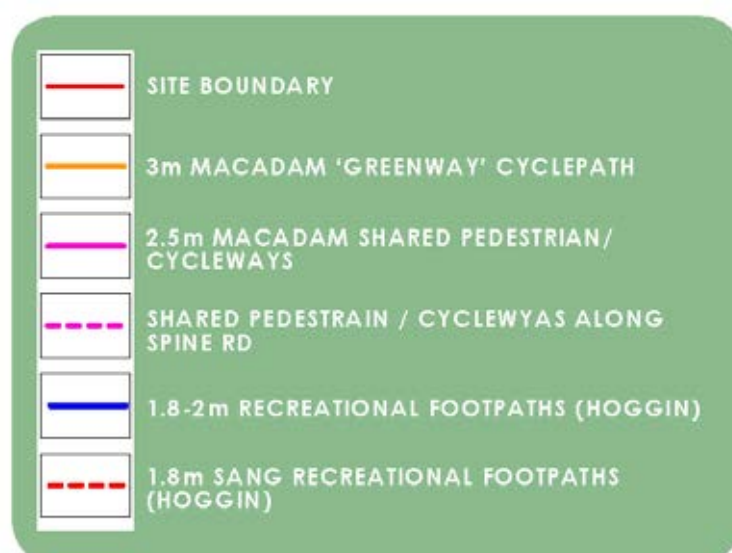 SITE BOUNDARY
3m MACADAM ‘GREENWAY’ CYCLEPATH
2.5m MACADAM SHARED PEDESTRIAN/
CYCLEWAYS
SHARED PEDESTRAIN / CYCLEWYAS ALONG
SPINE RD
1.8-2m RECREATIONAL FOOTPATHS (HOGGIN)
1.8m SANG RECREATIONAL FOOTPATHS
(HOGGIN)